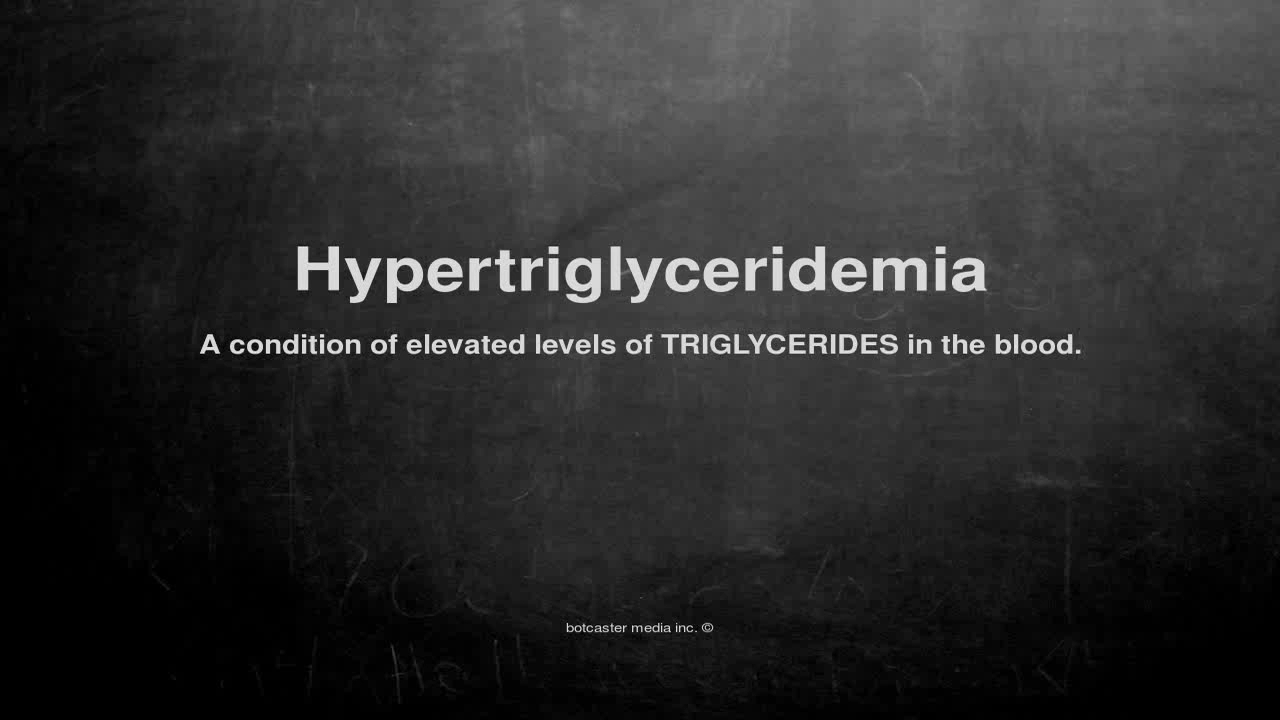 Hypertriglyceridemia
A condition of elevated levels of TRIGLYCERIDES in the blood.
botcaster media inc. ©